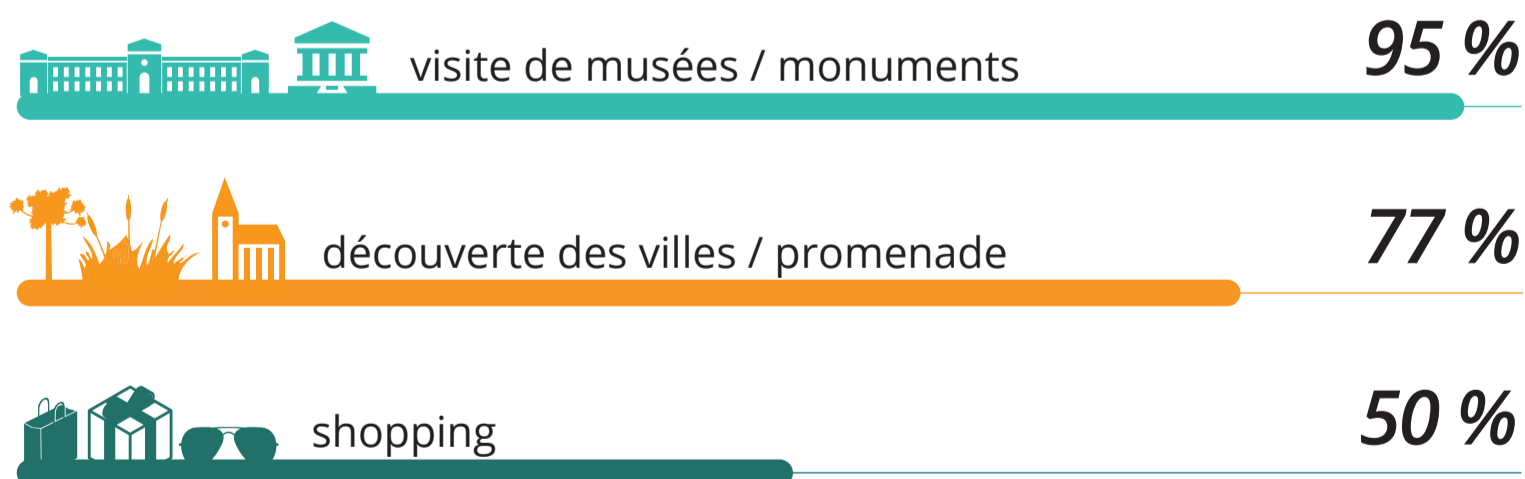 visite de musées / monuments 95 %
découverte des villes / promenade 77 %
shopping 50 %